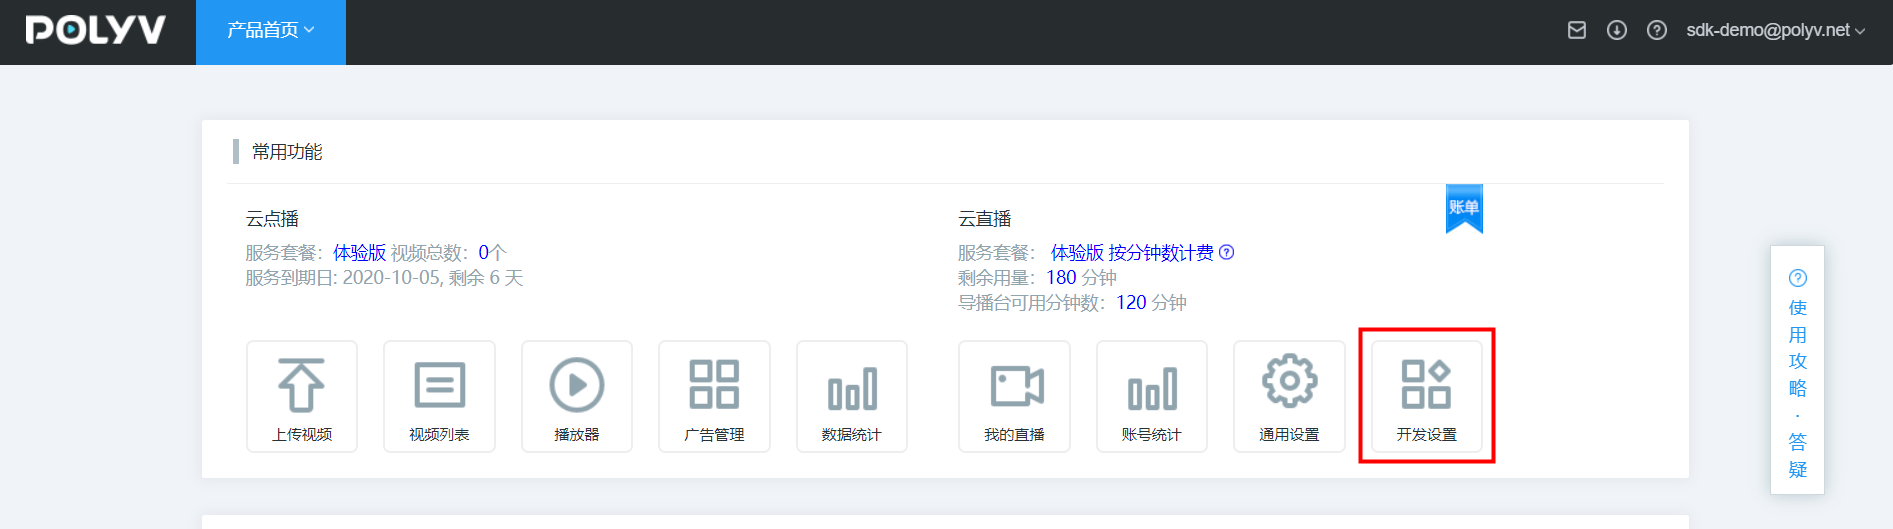 POLYV
产品首页
sdk-demo@polyv.net
常用功能
云点播
服务套餐：体验版 视频总数：0个
服务到期日: 2020-10-05, 剩余 6 天
上传视频
视频列表
播放器
广告管理
数据统计
云直播
账单
服务套餐： 体验版 按分钟数计费
剩余用量：180 分钟
导播台可用分钟数：120 分钟
我的直播
账号统计
通用设置
开发设置
使用攻略·答疑